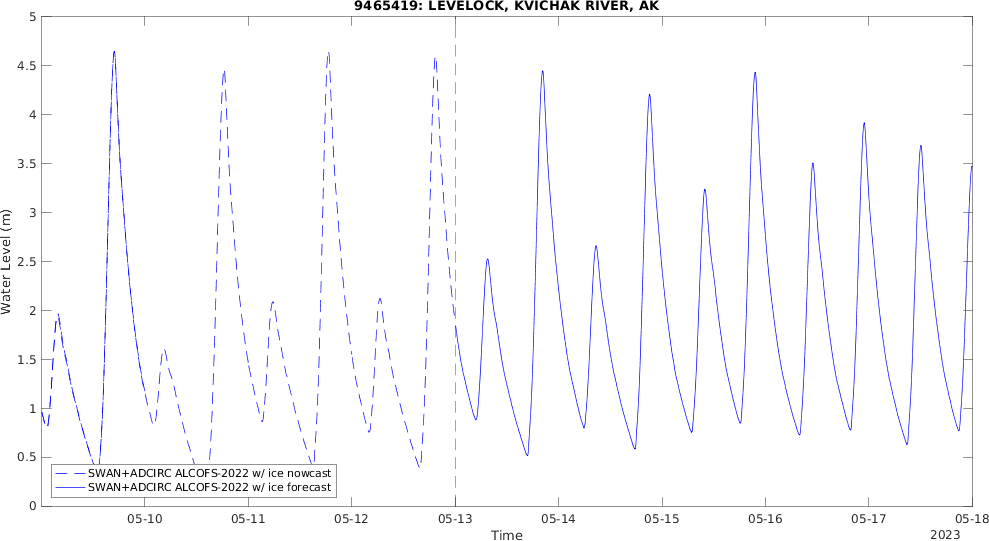 9465419: LEVELOCK, KVICHAK RIVER, AK
5
4.5
4
3.5
3
2.5
2
1.5
1
0.5
0
Water Level (m)
SWAN+ADCIRC ALCOFS-2022 w/ ice nowcast
SWAN+ADCIRC ALCOFS-2022 w/ ice forecast
05-10 05-11 05-12 05-13 05-14 05-15 05-16 05-17 05-18
Time
2023